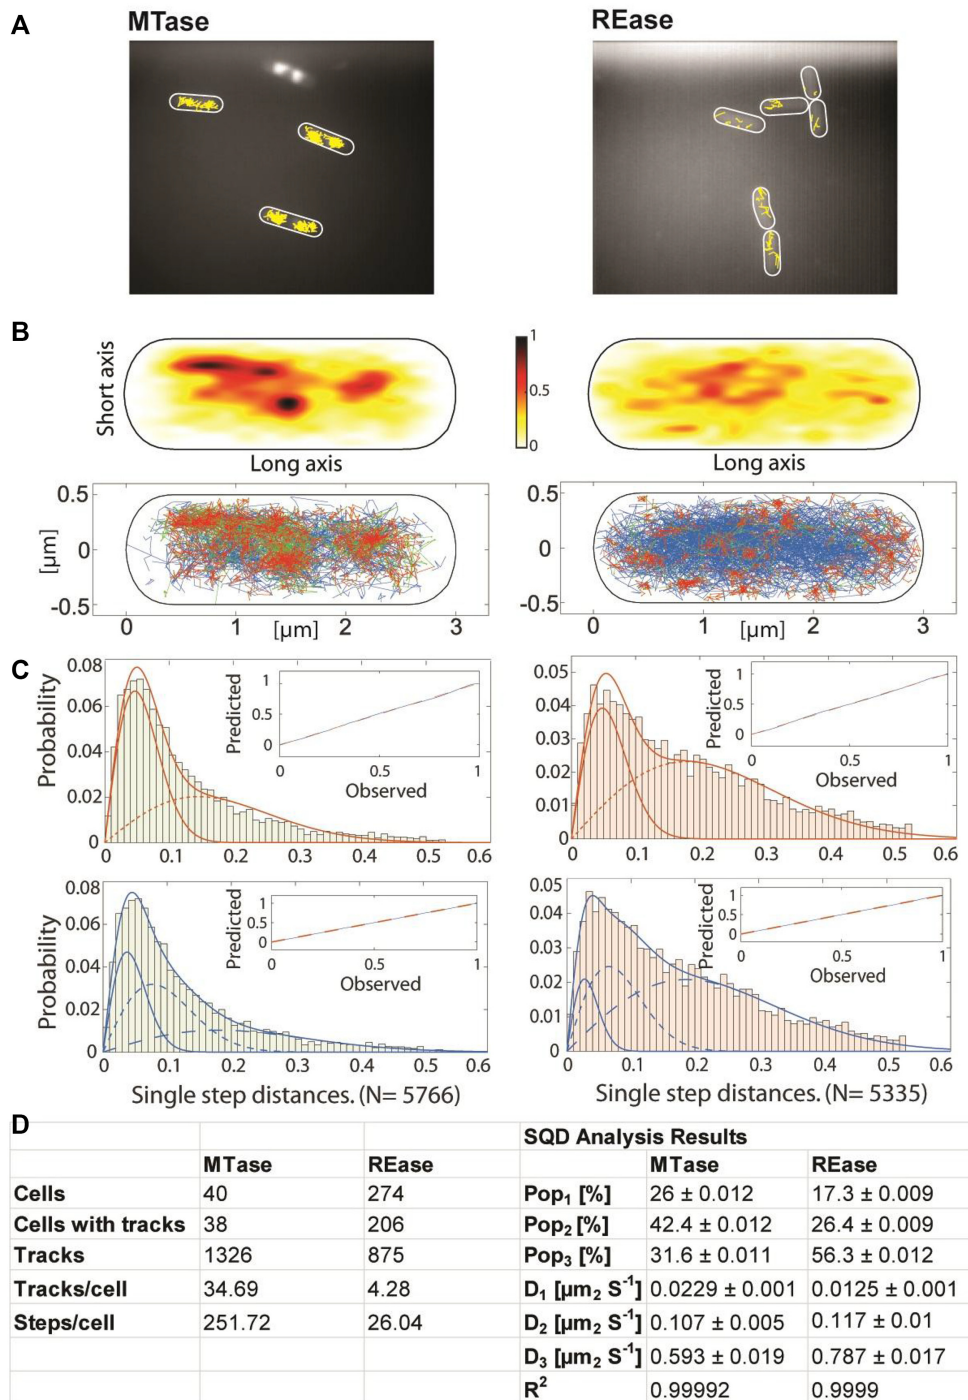 A
MTase
REase
B
Short axis
Long axis
1
0.5
0
Long axis
0.5
0
-0.5
[µm]
0 1 2 3
[µm]
0.5
0
-0.5
0 1 2 3
[µm]
C
Probability
0.08
0.06
0.04
0.02
0
0 0.1 0.2 0.3 0.4 0.5 0.6
Predicted
1
0.5
0
0 0.5 1
Observed
0.05
0.04
0.03
0.02
0.01
0
0 0.1 0.2 0.3 0.4 0.5 0.6
Predicted
1
0.5
0
0 0.5 1
Observed
Probability
0.08
0.06
0.04
0.02
0
0 0.1 0.2 0.3 0.4 0.5 0.6
Predicted
1
0.5
0
0 0.5 1
Observed
Single step distances. (N= 5766)
0.05
0.04
0.03
0.02
0.01
0
0 0.1 0.2 0.3 0.4 0.5 0.6
Predicted
1
0.5
0
0 0.5 1
Observed
Single step distances. (N= 5335)
D
SQD Analysis Results
MTase REase MTase REase
Cells 40 274 Pop1 [%] 26 ± 0.012 17.3 ± 0.009
Cells with tracks 38 206 Pop2 [%] 42.4 ± 0.012 26.4 ± 0.009
Tracks 1326 875 Pop3 [%] 31.6 ± 0.011 56.3 ± 0.012
Tracks/cell 34.69 4.28 D1 [µm2 S-1] 0.0229 ± 0.001 0.0125 ± 0.001
Steps/cell 251.72 26.04 D2 [µm2 S-1] 0.107 ± 0.005 0.117 ± 0.01
D3 [µm2 S-1] 0.593 ± 0.019 0.787 ± 0.017
R2 0.99992 0.9999